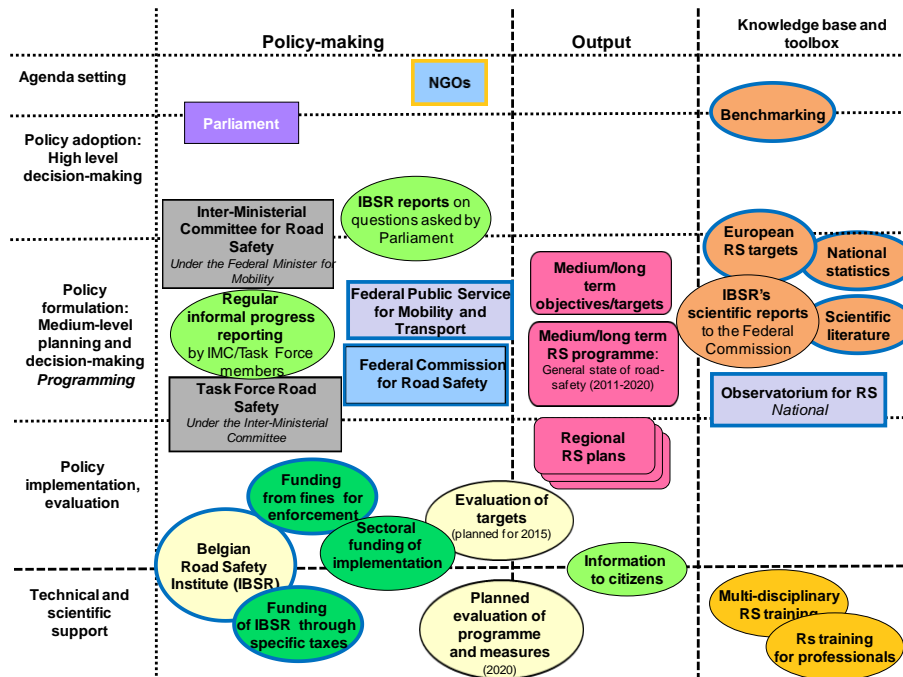 Policy-making
Output
Knowledge base and
toolbox
Agenda setting
NGOs
Benchmarking
Parliament
Policy adoption:
High level
decision-making
IBSR reports on
questions asked by
Parliament
Inter-Ministerial
Committee for Road
Safety
Under the Federal Minister for
Mobility
European
RS targets
National
statistics
Medium/long
term
objectives/targets
Policy
formulation:
Medium-level
planning and
decision-making
Programming
Regular
informal progress
reporting
by IMC/Task Force
members
Federal Public Service
for Mobility and
Transport
IBSR's
scientific reports
to the Federal
Commission
Scientific
literature
Medium/long term
RS programme:
General state of road-
safety (2011-2020)
Federal Commission
for Road Safety
Task Force Road
Safety
Under the Inter-Ministerial
Committee
Observatorium for RS
National
Regional
RS plans
Policy
implementation,
evaluation
Funding
from fines for
enforcement
Evaluation of
targets
(planned for 2015)
Sectoral
funding of
implementation
Belgian
Road Safety
Institute (IBSR)
Information
to citizens
Technical and
scientific
support
Funding
of IBSR through
specific taxes
Planned
evaluation of
programme
and measures
(2020)
Multi-disciplinary
RS training
Rs training
for professionals